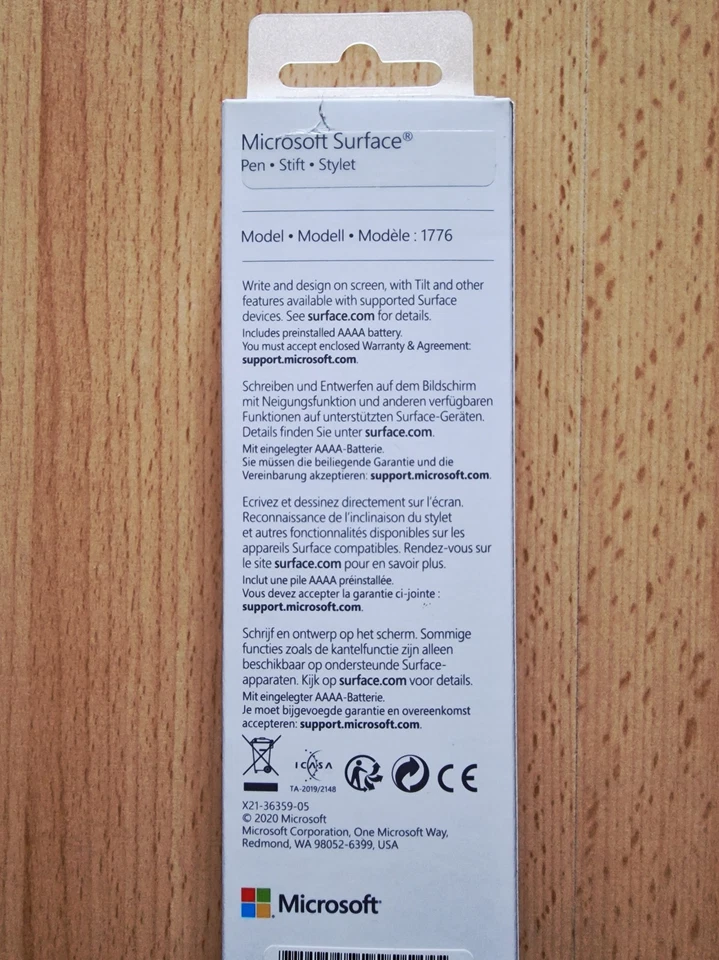 Microsoft Surface®
Pen • Stift • Stylet
Model • Modell • Modèle : 1776
Write and design on screen, with Tilt and other
features available with supported Surface
devices. See surface.com for details.
Includes preinstalled AAAA battery.
You must accept enclosed Warranty & Agreement:
support.microsoft.com.
Schreiben und Entwerfen auf dem Bildschirm
mit Neigungsfunktion und anderen verfügbaren
Funktionen auf unterstützten Surface-Geräten.
Details finden Sie unter surface.com.
Mit eingelegter AAAA-Batterie.
Sie müssen die beiliegende Garantie und die
Vereinbarung akzeptieren: support.microsoft.com.
Ecrivez et dessinez directement sur l'écran.
Reconnaissance de l'inclinaison du stylet
et autres fonctionnalités disponibles sur les
appareils Surface compatibles. Rendez-vous sur
le site surface.com pour en savoir plus.
Inclut une pile AAAA préinstallée.
Vous devez accepter la garantie ci-jointe :
support.microsoft.com.
Schrijf en ontwerp op het scherm. Sommige
functies zoals de kantelfunctie zijn alleen
beschikbaar op ondersteunde Surface-
apparaten. Kijk op surface.com voor details.
Mit eingelegter AAAA-Batterie.
Je moet bijgevoegde garantie en overeenkomst
accepteren: support.microsoft.com.
ICASA
TA-2019/2148
CE
X21-36359-05
© 2020 Microsoft
Microsoft Corporation, One Microsoft Way,
Redmond, WA 98052-6399, USA
Microsoft